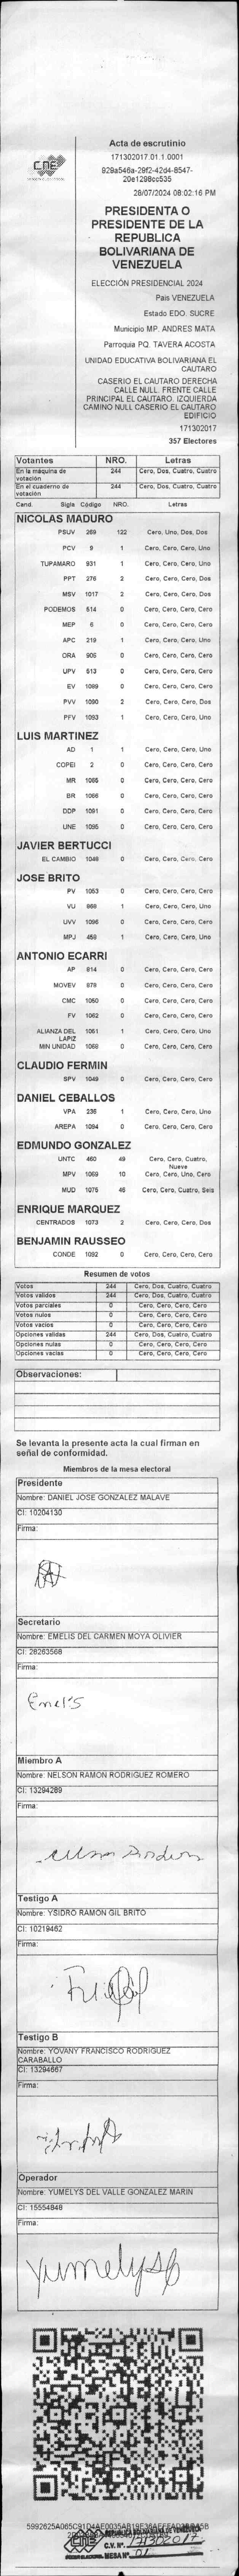 CNE
Acta de escrutinio
171302017.01.1.0001
929a546a-29f2-42d4-8547-
20e1298cc535
28/07/2024 08:02:16 PM
PRESIDENTA O
PRESIDENTE DE LA
REPUBLICA
BOLIVARIANA DE
VENEZUELA
ELECCIÓN PRESIDENCIAL 2024
Pais VENEZUELA
Estado EDO. SUCRE
Municipio MP. ANDRES MATA
Parroquia PQ. TAVERA ACOSTA
UNIDAD EDUCATIVA BOLIVARIANA EL
CAUTARO
CASERIO EL CAUTARO DERECHA
CALLE NULL. FRENTE CALLE
PRINCIPAL EL CAUTARO. IZQUIERDA
CAMINO NULL CASERIO EL CAUTARO
EDIFICIO
171302017
357 Electores
Votantes NRO. Letras
En la máquina de votación 244 Cero, Dos, Cuatro, Cuatro
En el cuaderno de votación 244 Cero, Dos, Cuatro, Cuatro
Cand. Sigla Código NRO. Letras
NICOLAS MADURO
PSUV 269 122 Cero, Uno, Dos, Dos
PCV 9 1 Cero, Cero, Cero, Uno
TUPAMARO 931 1 Cero, Cero, Cero, Uno
PPT 276 2 Cero, Cero, Cero, Dos
MSV 1017 2 Cero, Cero, Cero, Dos
PODEMOS 514 0 Cero, Cero, Cero, Cero
MEP 6 0 Cero, Cero, Cero, Cero
APC 219 1 Cero, Cero, Cero, Uno
ORA 905 0 Cero, Cero, Cero, Cero
UPV 513 0 Cero, Cero, Cero, Cero
EV 1089 0 Cero, Cero, Cero, Cero
PVV 1090 2 Cero, Cero, Cero, Dos
PFV 1093 1 Cero, Cero, Cero, Uno
LUIS MARTINEZ
AD 1 1 Cero, Cero, Cero, Uno
COPEI 2 0 Cero, Cero, Cero, Cero
MR 1065 0 Cero, Cero, Cero, Cero
BR 1066 0 Cero, Cero, Cero, Cero
DDP 1091 0 Cero, Cero, Cero, Cero
UNE 1095 0 Cero, Cero, Cero, Cero
JAVIER BERTUCCI
EL CAMBIO 1048 0 Cero, Cero, Cero, Cero
JOSE BRITO
PV 1053 0 Cero, Cero, Cero, Cero
VU 968 1 Cero, Cero, Cero, Uno
UVV 1096 0 Cero, Cero, Cero, Cero
MPJ 458 1 Cero, Cero, Cero, Uno
ANTONIO ECARRI
AP 814 0 Cero, Cero, Cero, Cero
MOVEV 979 0 Cero, Cero, Cero, Cero
CMC 1050 0 Cero, Cero, Cero, Cero
FV 1062 0 Cero, Cero, Cero, Cero
ALIANZA DEL LAPIZ 1051 1 Cero, Cero, Cero, Uno
MIN UNIDAD 1068 0 Cero, Cero, Cero, Cero
CLAUDIO FERMIN
SPV 1049 0 Cero, Cero, Cero, Cero
DANIEL CEBALLOS
VPA 236 1 Cero, Cero, Cero, Uno
AREPA 1094 0 Cero, Cero, Cero, Cero
EDMUNDO GONZALEZ
UNTC 460 49 Cero, Cero, Cuatro, Nueve
MPV 1069 10 Cero, Cero, Uno, Cero
MUD 1075 46 Cero, Cero, Cuatro, Seis
ENRIQUE MARQUEZ
CENTRADOS 1073 2 Cero, Cero, Cero, Dos
BENJAMIN RAUSSEO
CONDE 1092 0 Cero, Cero, Cero, Cero
Resumen de votos
Votos 244 Cero, Dos, Cuatro, Cuatro
Votos validos 244 Cero, Dos, Cuatro, Cuatro
Votos parciales 0 Cero, Cero, Cero, Cero
Votos nulos 0 Cero, Cero, Cero, Cero
Votos vacios 0 Cero, Cero, Cero, Cero
Opciones validas 244 Cero, Dos, Cuatro, Cuatro
Opciones nulas 0 Cero, Cero, Cero, Cero
Opciones vacias 0 Cero, Cero, Cero, Cero
Observaciones:
Se levanta la presente acta la cual firman en
señal de conformidad.
Miembros de la mesa electoral
Presidente
Nombre: DANIEL JOSE GONZALEZ MALAVE
CI: 10204130
Firma:
Secretario
Nombre: EMELIS DEL CARMEN MOYA OLIVIER
CI: 26263568
Firma:
Emelis
Miembro A
Nombre: NELSON RAMON RODRIGUEZ ROMERO
CI: 13294289
Firma:
Testigo A
Nombre: YSIDRO RAMON GIL BRITO
CI: 10219462
Firma:
Testigo B
Nombre: YOVANY FRANCISCO RODRIGUEZ
CARABALLO
CI: 13294667
Firma:
Operador
Nombre: YUMELYS DEL VALLE GONZALEZ MARIN
CI: 15554848
Firma:
Yumelys
CNE
REPUBLICA BOLIVARIANA DE VENEZUELA
C.V. Nº. 171302017
MESA Nº 01